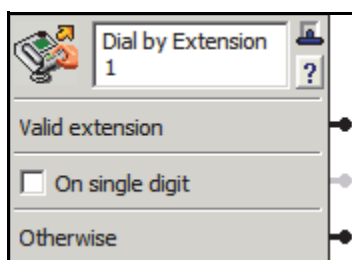 Dial by Extension
1
?
Valid extension
On single digit
Otherwise